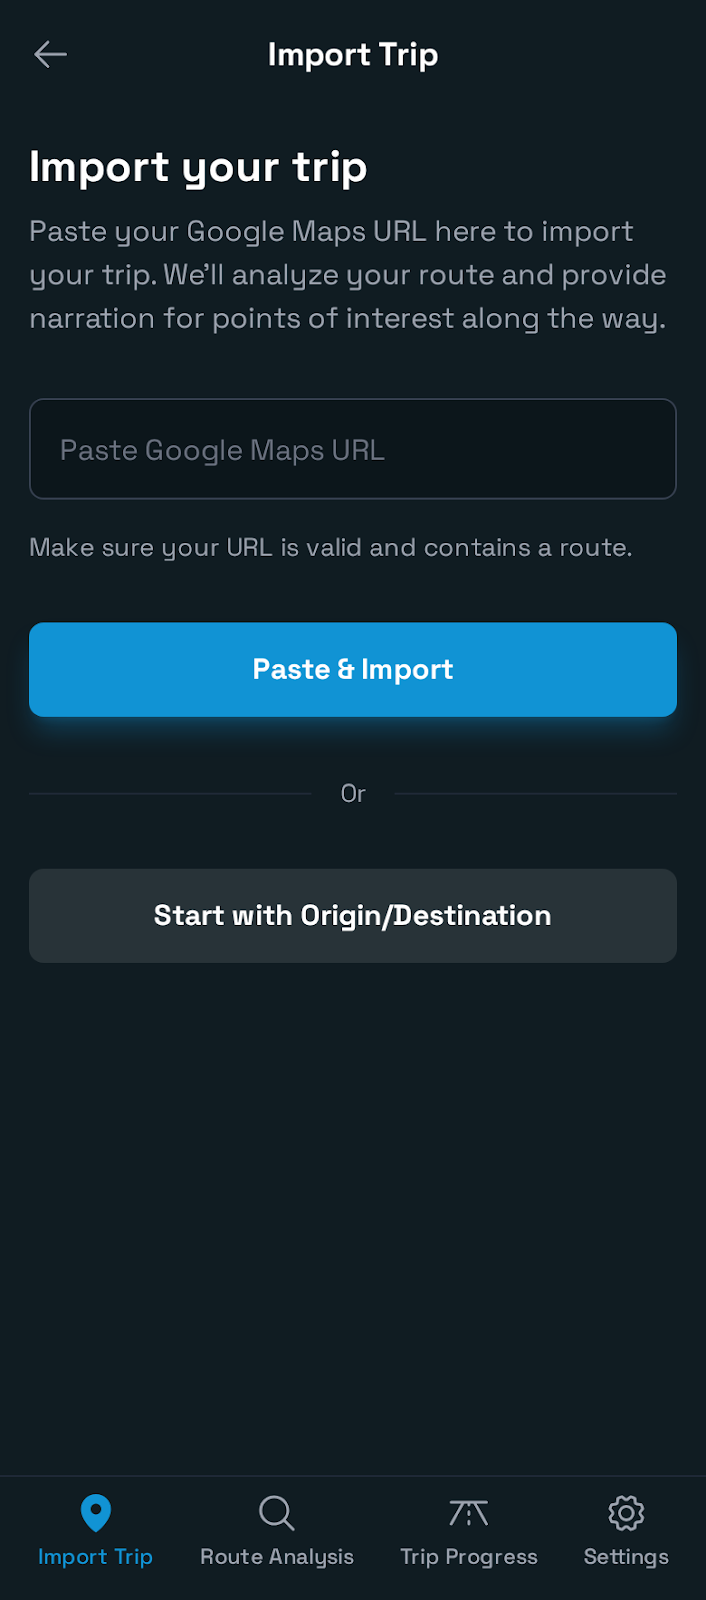 Import Trip
Import your trip
Paste your Google Maps URL here to import
your trip. We'll analyze your route and provide
narration for points of interest along the way.
Paste Google Maps URL
Make sure your URL is valid and contains a route.
Paste & Import
Or
Start with Origin/Destination
Import Trip
Route Analysis
Trip Progress
Settings